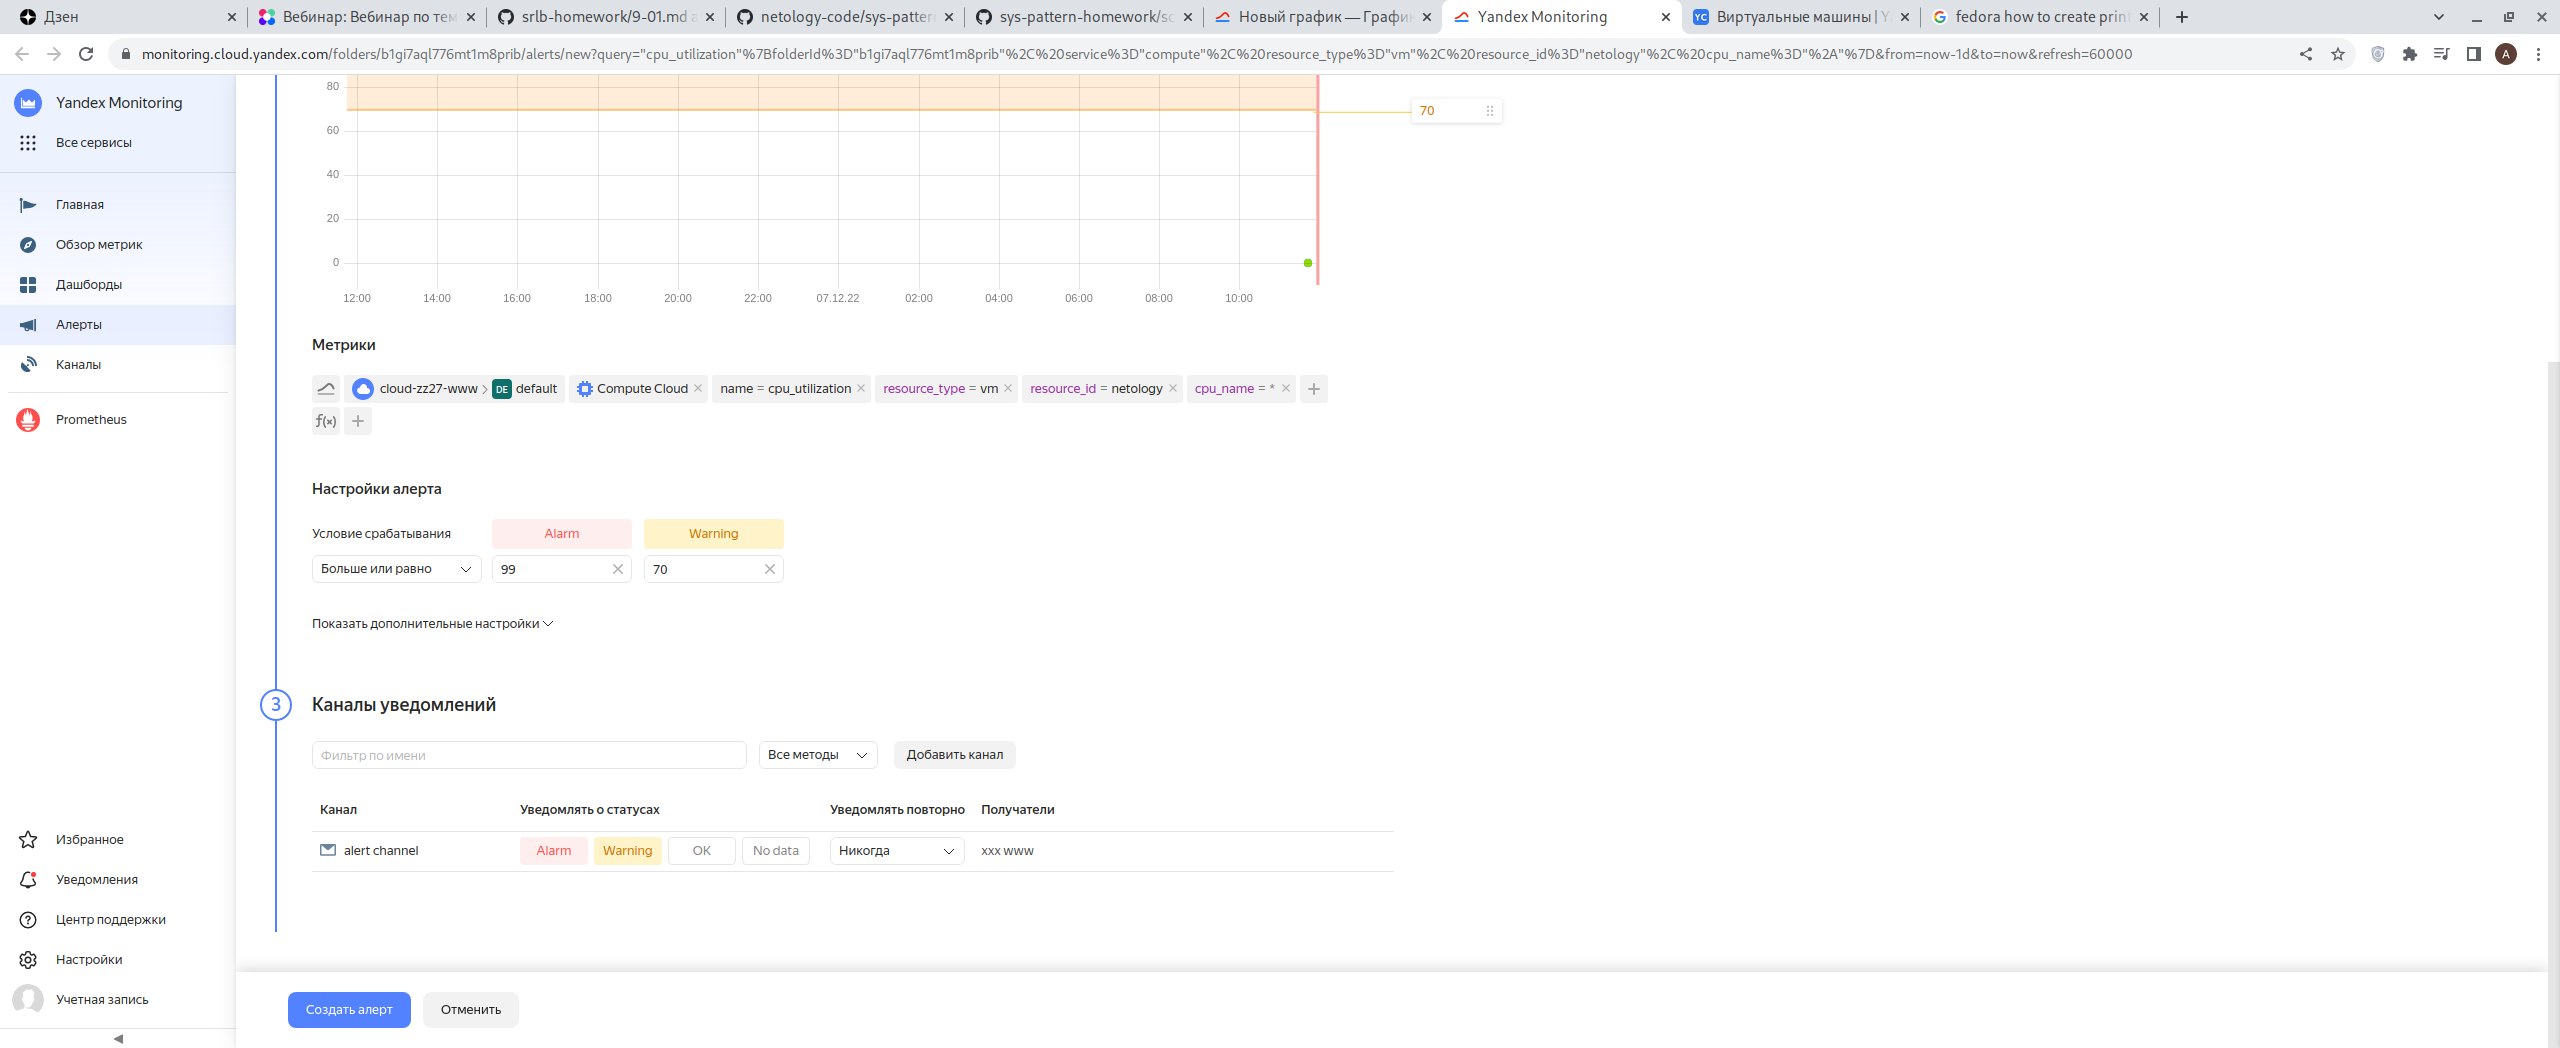 Дзен
Вебинар: Вебинар по тем
srlb-homework/9-01.md a
netology-code/sys-patter
sys-pattern-homework/sc
Новый график — График
Yandex Monitoring
Виртуальные машины | Y
fedora how to create prin
monitoring.cloud.yandex.com/folders/b1gi7aql776mt1m8prib/alerts/new?query="cpu_utilization"%7BfolderId%3D"b1gi7aql776mt1m8prib"%2C%20service%3D"compute"%2C%20resource_type%3D"vm"%2C%20resource_id%3D"netology"%2C%20cpu_name%3D"%2A"%7D&from=now-1d&to=now&refresh=60000
A
Yandex Monitoring
Все сервисы
Главная
Обзор метрик
Дашборды
Алерты
Каналы
Prometheus
Избранное
Уведомления
Центр поддержки
Настройки
Учетная запись
80
70
60
40
20
0
12:00 14:00 16:00 18:00 20:00 22:00 07.12.22 02:00 04:00 06:00 08:00 10:00
Метрики
cloud-zz27-www > DE default Compute Cloud × name = cpu_utilization × resource_type = vm × resource_id = netology × cpu_name = * × +
f(x) +
Настройки алерта
Условие срабатывания Alarm Warning
Больше или равно 99 70
Показать дополнительные настройки
3 Каналы уведомлений
Фильтр по имени Все методы Добавить канал
Канал Уведомлять о статусах Уведомлять повторно Получатели
alert channel Alarm Warning OK No data Никогда xxx www
Создать алерт Отменить